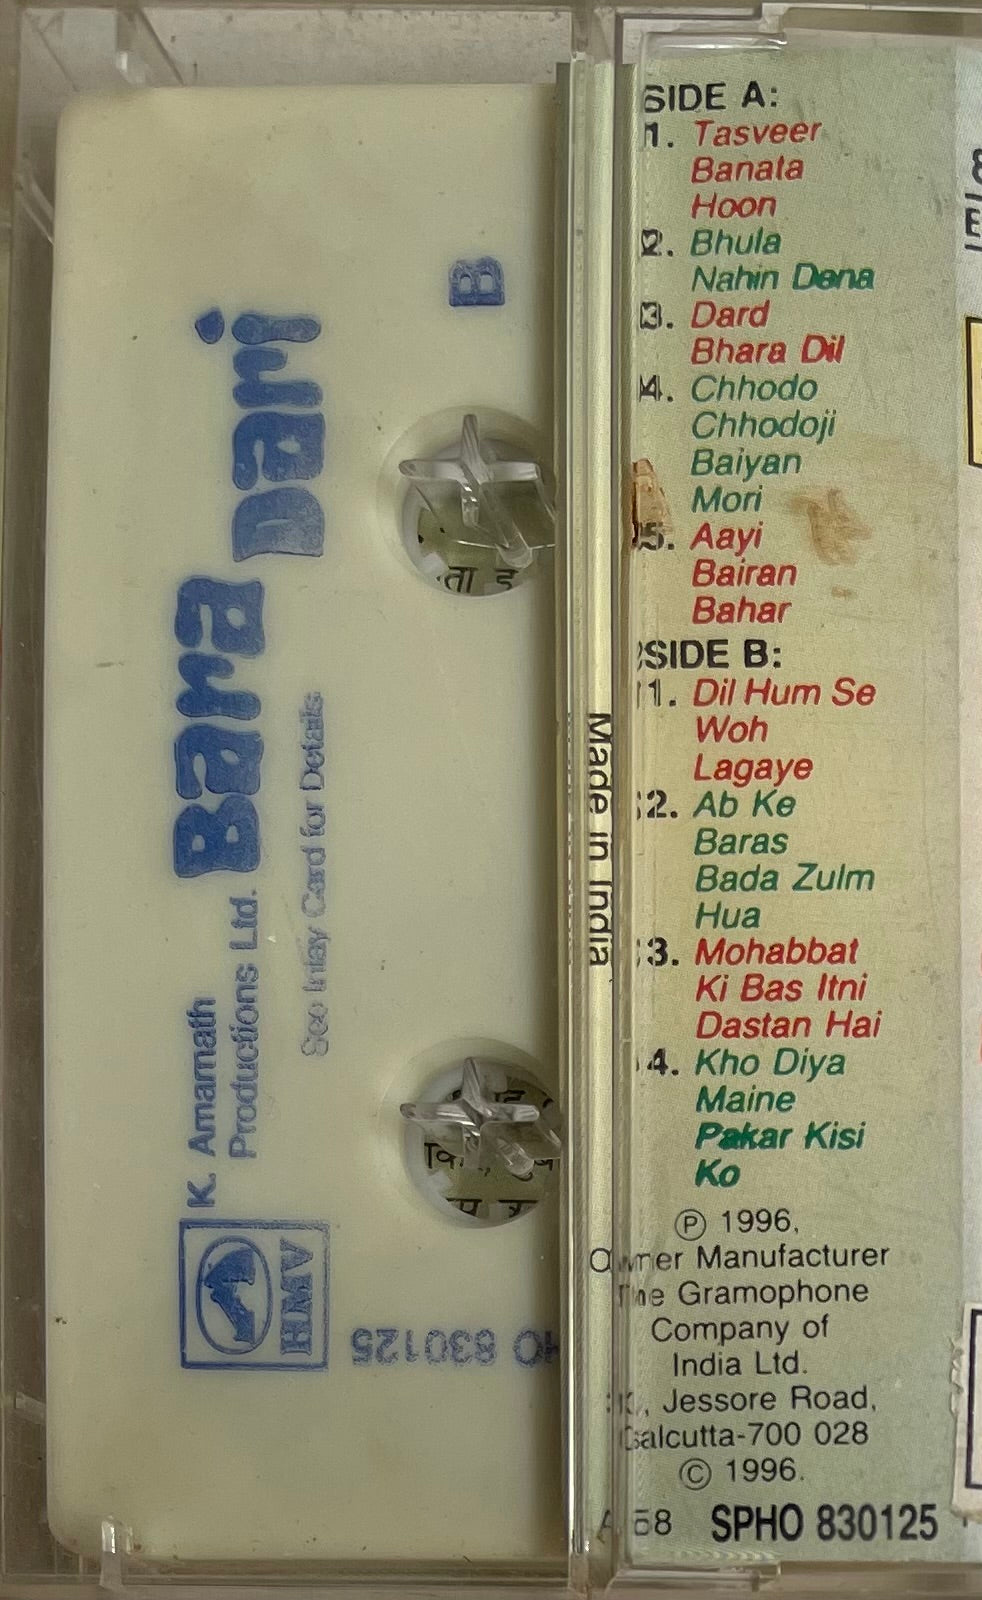 B
Bara Dari
K. Amarnath
Productions Ltd.
See Inlay Card for Details
HMV
HO 830125
Made in India
SIDE A:
1. Tasveer
Banata
Hoon
2. Bhula
Nahin Dena
3. Dard
Bhara Dil
4. Chhodo
Chhodoji
Baiyan
Mori
5. Aayi
Bairan
Bahar
SIDE B:
1. Dil Hum Se
Woh
Lagaye
2. Ab Ke
Baras
Bada Zulm
Hua
3. Mohabbat
Ki Bas Itni
Dastan Hai
4. Kho Diya
Maine
Pakar Kisi
Ko
Ⓟ 1996.
Owner Manufacturer
The Gramophone
Company of
India Ltd.
Jessore Road,
Calcutta-700 028
© 1996.
SPHO 830125